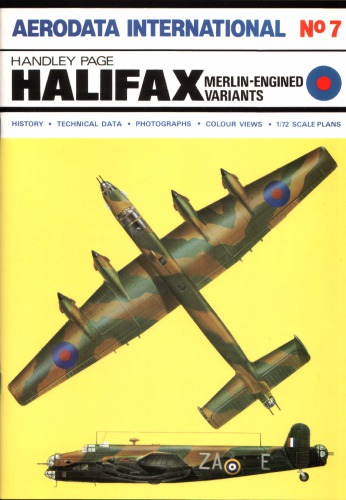 AERODATA INTERNATIONAL No 7
HANDLEY PAGE
HALIFAX MERLIN-ENGINED
VARIANTS
HISTORY • TECHNICAL DATA • PHOTOGRAPHS • COLOUR VIEWS • 1/72 SCALE PLANS
ZA E